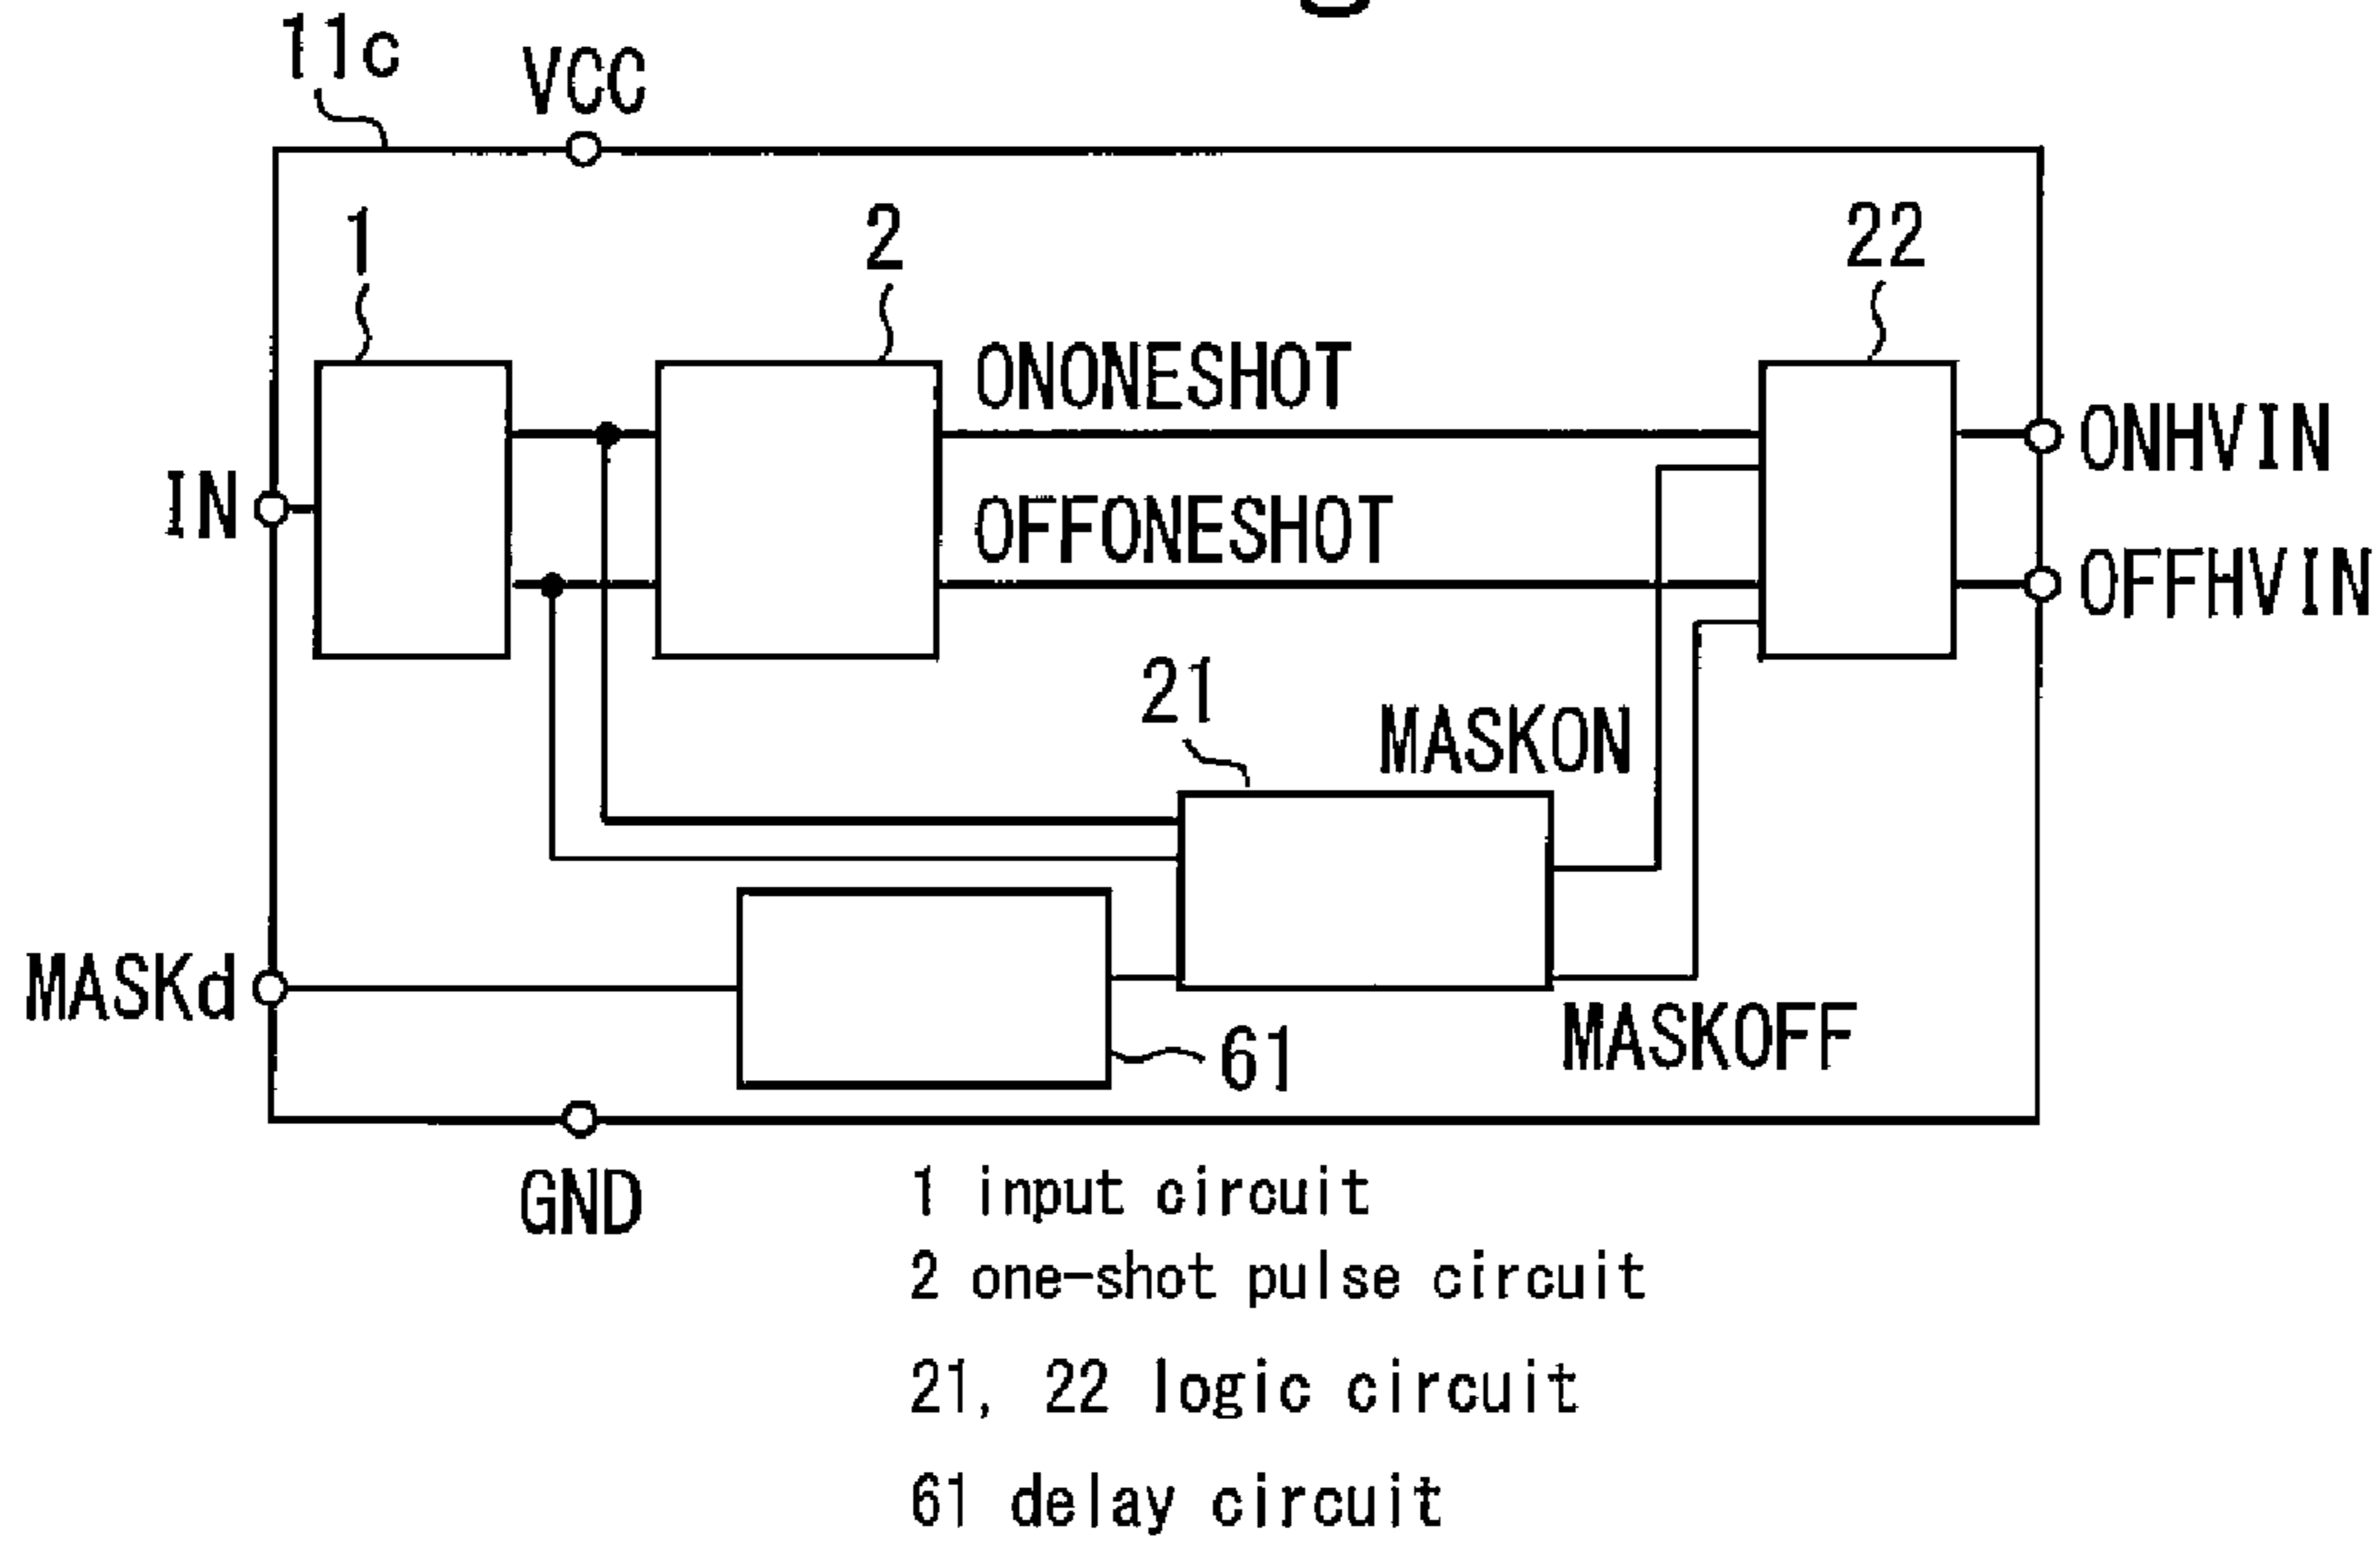 11c
VCC
1
2
22
ONONESHOT
ONHVIN
IN
OFFONESHOT
OFFHVIN
21
MASKON
MASKd
MASKOFF
61
GND
1 input circuit
2 one-shot pulse circuit
21, 22 logic circuit
61 delay circuit